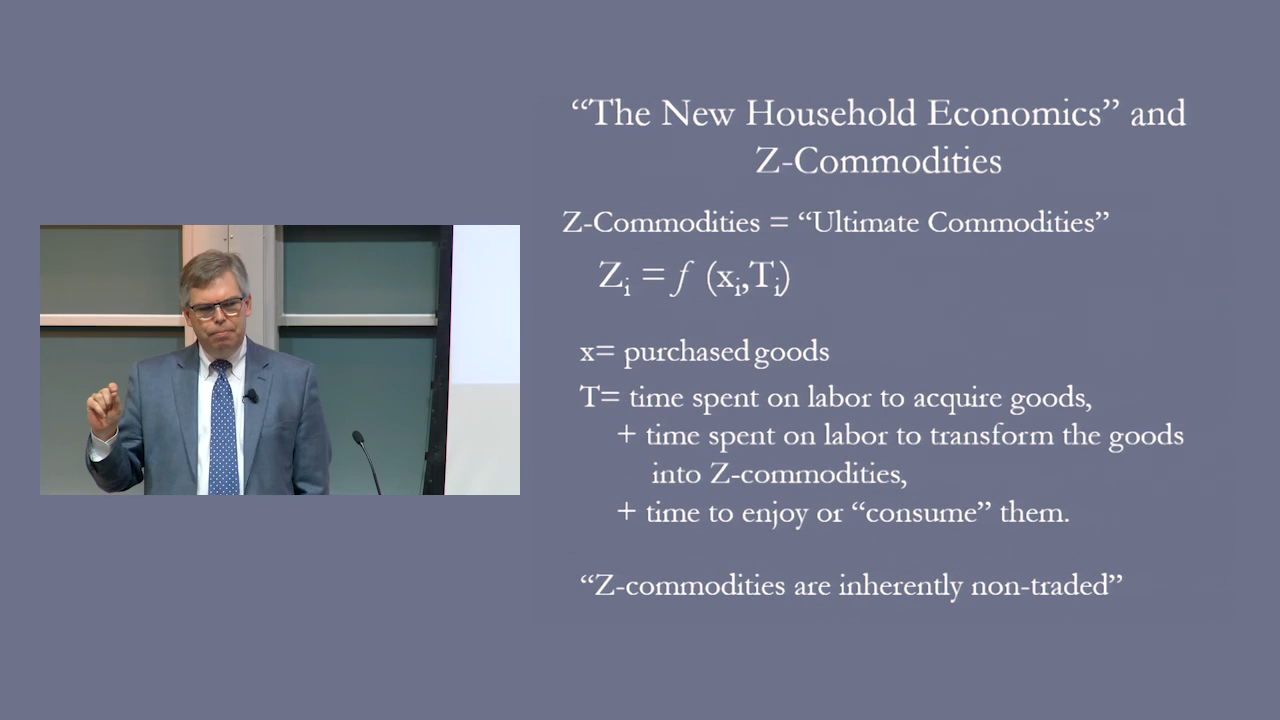 “The New Household Economics” and
Z-Commodities
Z-Commodities = “Ultimate Commodities”
Zᵢ = f (xᵢ,Tᵢ)
x= purchased goods
T= time spent on labor to acquire goods,
+ time spent on labor to transform the goods
into Z-commodities,
+ time to enjoy or “consume” them.
“Z-commodities are inherently non-traded”